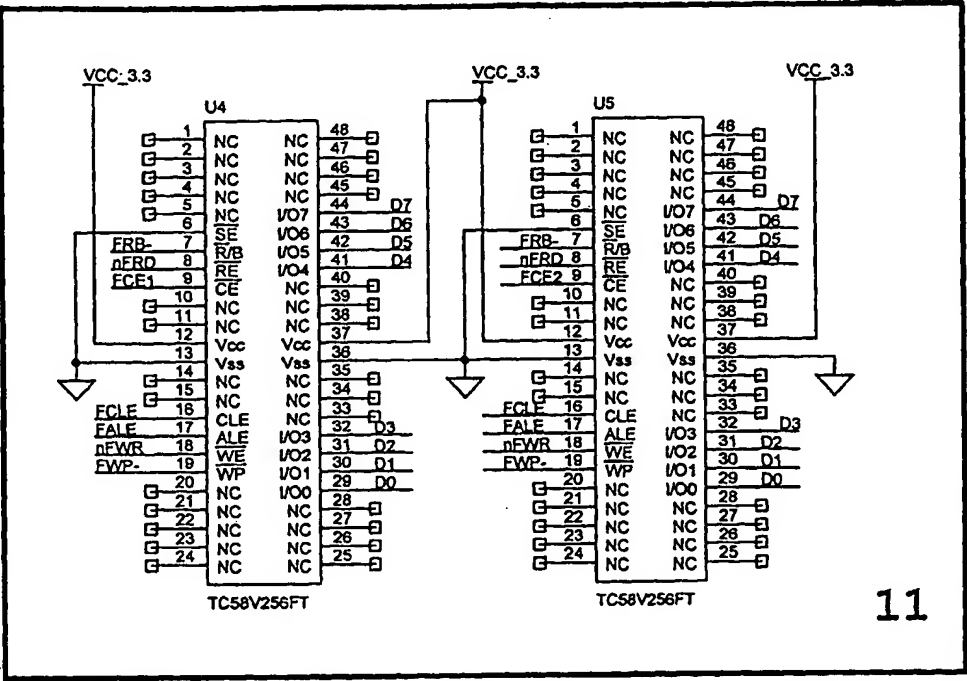 VCC_3.3 VCC_3.3 VCC_3.3
U4
1 NC NC 48
2 NC NC 47
3 NC NC 46
4 NC NC 45
5 NC I/O7 44 D7
6 SE I/O6 43 D6
FRB- 7 R/B I/O5 42 D5
nFRD 8 RE I/O4 41 D4
FCE1 9 CE NC 40
10 NC NC 39
11 NC NC 38
12 Vcc Vcc 37
13 Vss Vss 36
14 NC NC 35
15 NC NC 34
FCLE 16 CLE NC 33
FALE 17 ALE I/O3 32 D3
nFWR 18 WE I/O2 31 D2
FWP- 19 WP I/O1 30 D1
20 NC I/O0 29 D0
21 NC NC 28
22 NC NC 27
23 NC NC 26
24 NC NC 25
TC58V256FT
U5
1 NC NC 48
2 NC NC 47
3 NC NC 46
4 NC NC 45
5 NC I/O7 44 D7
6 SE I/O6 43 D6
FRB- 7 R/B I/O5 42 D5
nFRD 8 RE I/O4 41 D4
FCE2 9 CE NC 40
10 NC NC 39
11 NC NC 38
12 Vcc Vcc 37
13 Vss Vss 36
14 NC NC 35
15 NC NC 34
FCLE 16 CLE NC 33
FALE 17 ALE I/O3 32 D3
nFWR 18 WE I/O2 31 D2
FWP- 19 WP I/O1 30 D1
20 NC I/O0 29 D0
21 NC NC 28
22 NC NC 27
23 NC NC 26
24 NC NC 25
TC58V256FT
11